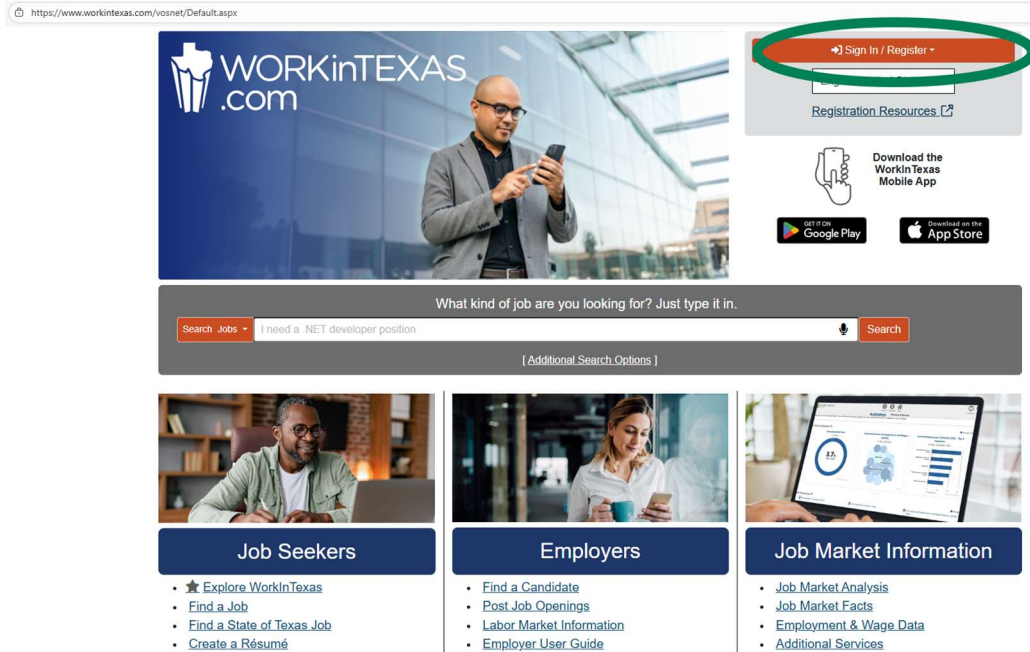 https://www.workintexas.com/vosnet/Default.aspx
WORKinTEXAS
.com
Sign In / Register
Registration Resources
Download the
WorkInTexas
Mobile App
GET IT ON
Google Play
Download on the
App Store
What kind of job are you looking for? Just type it in.
Search Jobs
I need a .NET developer position
Search
[ Additional Search Options ]
Job Seekers
Explore WorkInTexas
Find a Job
Find a State of Texas Job
Create a Résumé
Employers
Find a Candidate
Post Job Openings
Labor Market Information
Employer User Guide
3.7%
Job Market Information
Job Market Analysis
Job Market Facts
Employment & Wage Data
Additional Services